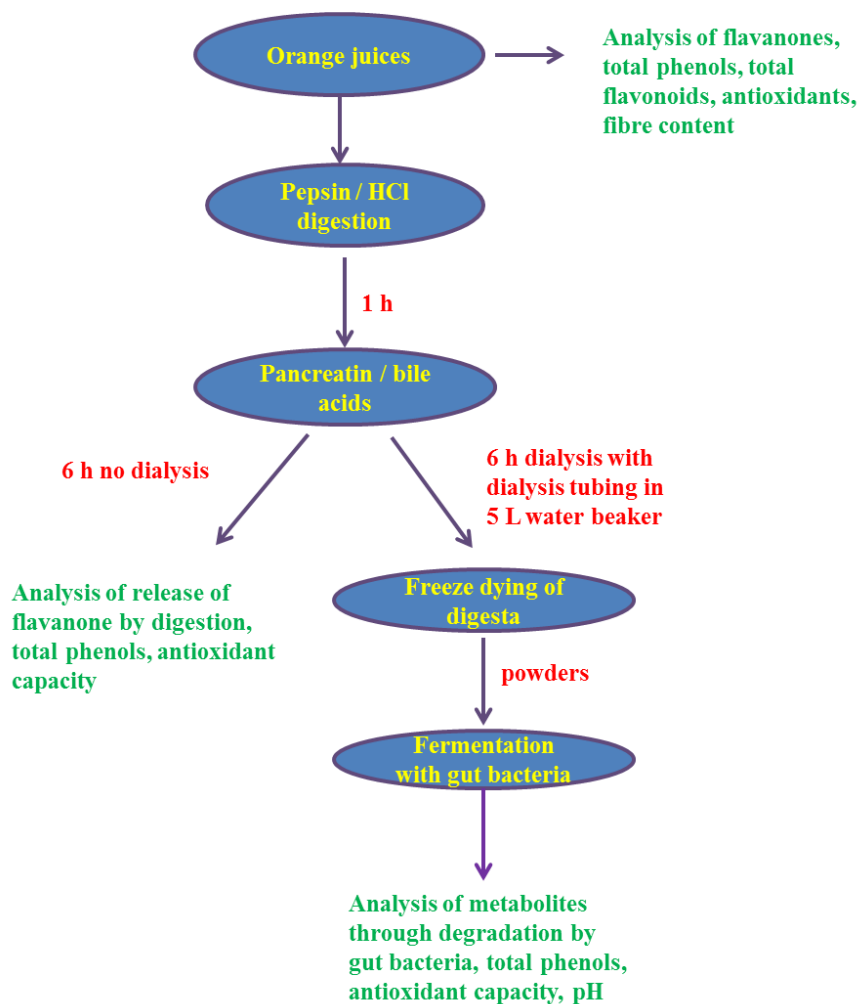 Orange juices
Analysis of flavanones,
total phenols, total
flavonoids, antioxidants,
fibre content
Pepsin / HCl
digestion
1 h
Pancreatin / bile
acids
6 h no dialysis
6 h dialysis with
dialysis tubing in
5 L water beaker
Analysis of release of
flavanone by digestion,
total phenols, antioxidant
capacity
Freeze dying of
digesta
powders
Fermentation
with gut bacteria
Analysis of metabolites
through degradation by
gut bacteria, total phenols,
antioxidant capacity, pH